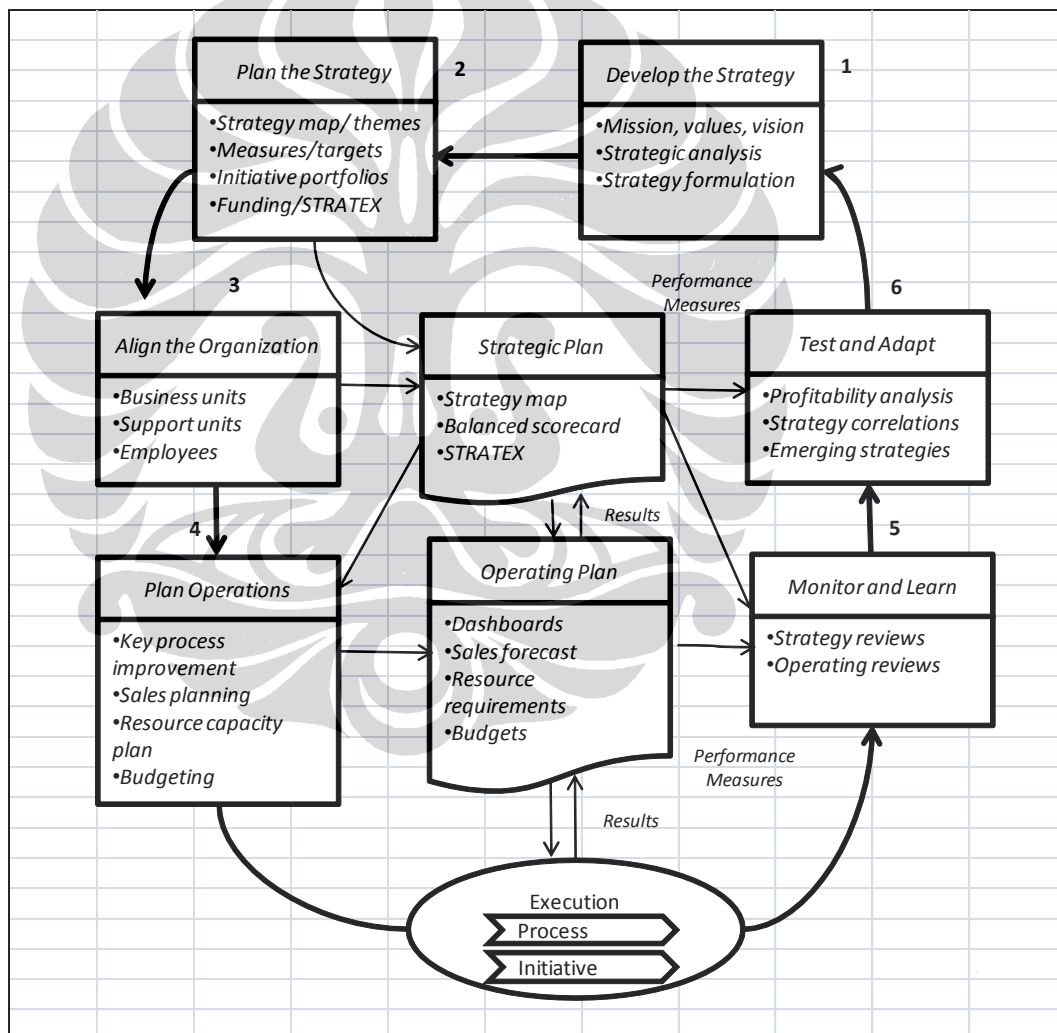 Plan the Strategy
2
•Strategy map/ themes
•Measures/targets
•Initiative portfolios
•Funding/STRATEX
Develop the Strategy
1
•Mission, values, vision
•Strategic analysis
•Strategy formulation
3
Align the Organization
•Business units
•Support units
•Employees
Strategic Plan
•Strategy map
•Balanced scorecard
•STRATEX
Performance
Measures
6
Test and Adapt
•Profitability analysis
•Strategy correlations
•Emerging strategies
Results
4
Plan Operations
•Key process
improvement
•Sales planning
•Resource capacity
plan
•Budgeting
Operating Plan
•Dashboards
•Sales forecast
•Resource
requirements
•Budgets
5
Monitor and Learn
•Strategy reviews
•Operating reviews
Performance
Measures
Results
Execution
Process
Initiative